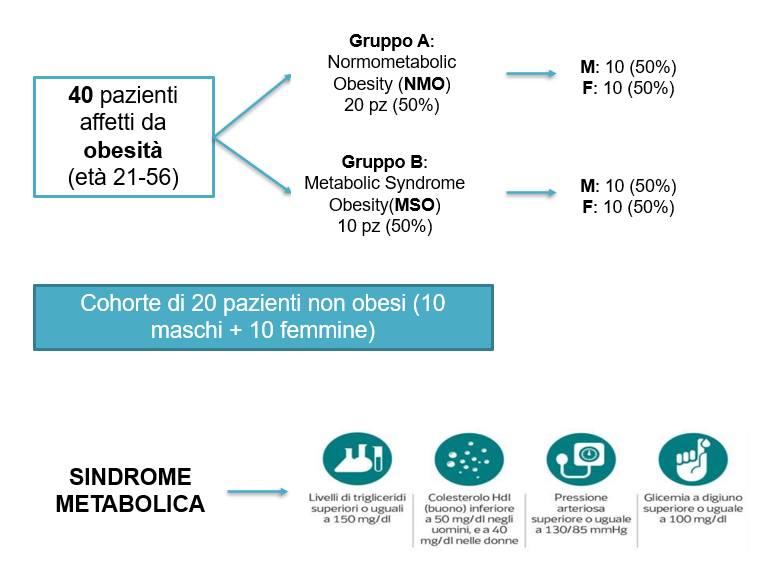 40 pazienti
affetti da
obesità
(età 21-56)
Gruppo A:
Normometabolic
Obesity (NMO)
20 pz (50%)
M: 10 (50%)
F: 10 (50%)
Gruppo B:
Metabolic Syndrome
Obesity(MSO)
10 pz (50%)
M: 10 (50%)
F: 10 (50%)
Cohorte di 20 pazienti non obesi (10
maschi + 10 femmine)
SINDROME
METABOLICA
Livelli di trigliceridi
superiori o uguali
a 150 mg/dl
Colesterolo Hdl
(buono) inferiore
a 50 mg/dl negli
uomini, e a 40
mg/dl nelle donne
Pressione
arteriosa
superiore o uguale
a 130/85 mmHg
Glicemia a digiuno
superiore o uguale
a 100 mg/dl